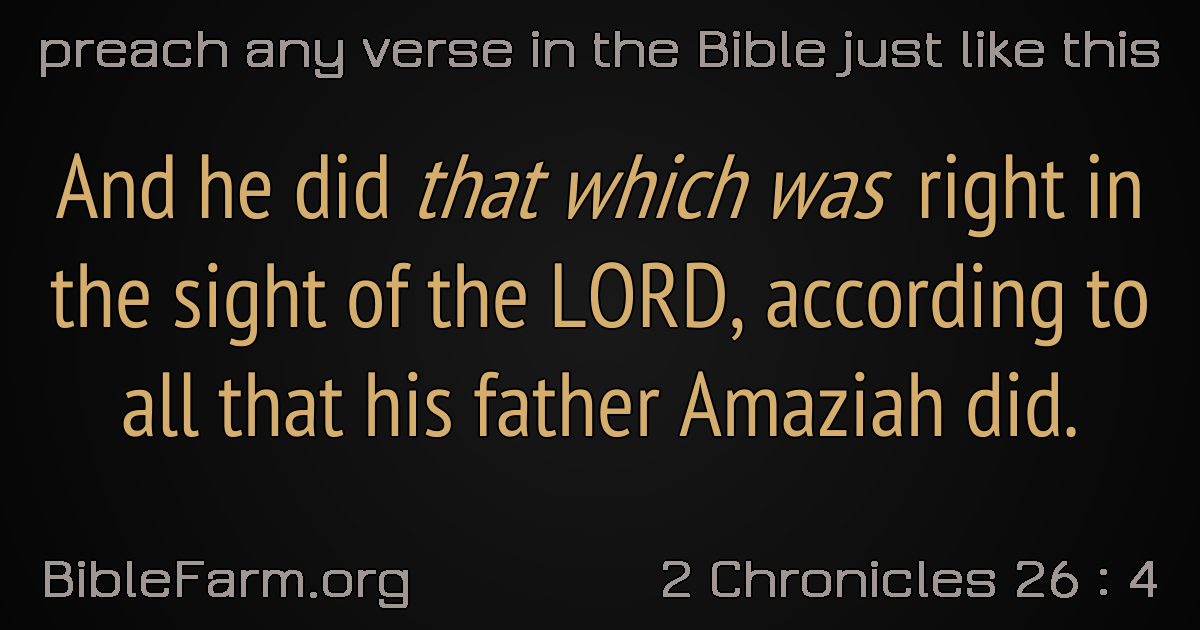 preach any verse in the Bible just like this
And he did that which was right in
the sight of the LORD, according to
all that his father Amaziah did.
BibleFarm.org
2 Chronicles 26 : 4